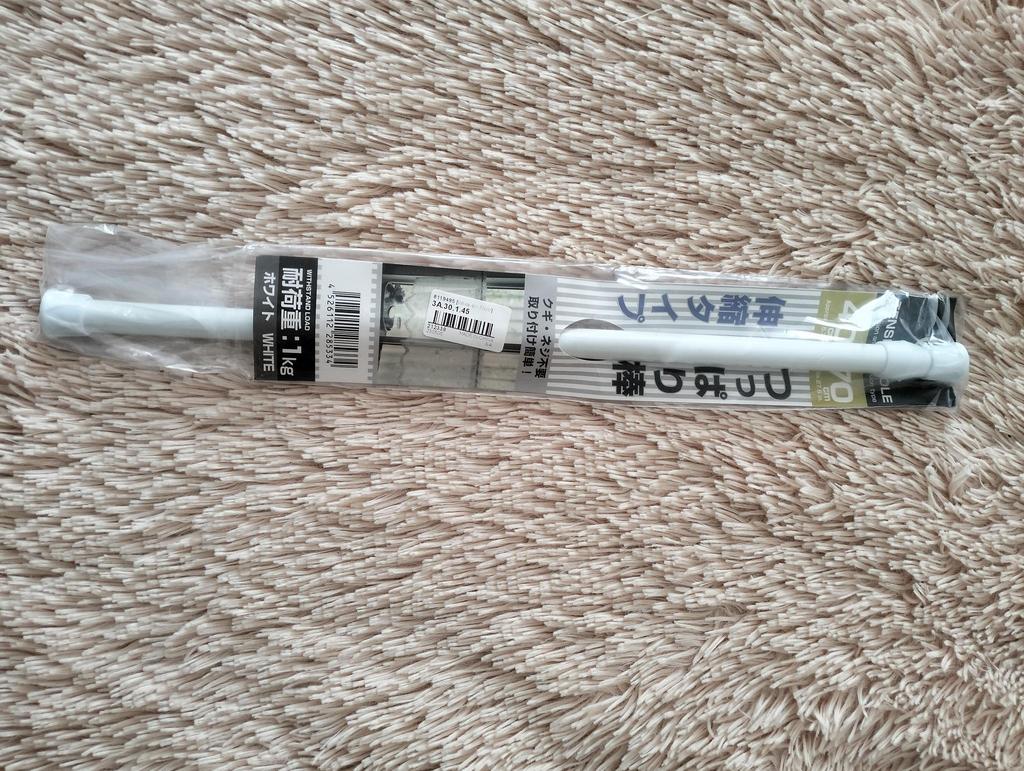 伸縮タイプ
つっぱり棒
クギ・ネジ不要
取り付け簡単！
3A.30.1.45
4 526112 285334
WITHSTAND LOAD
耐荷重:1kg
ホワイト WHITE